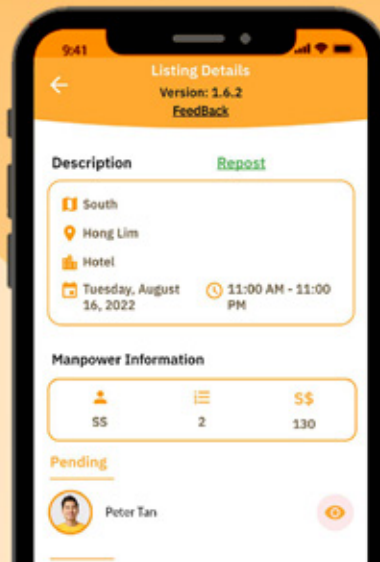 9:41
Listing Details
Version: 1.6.2
FeedBack
Description Repost
South
Hong Lim
Hotel
Tuesday, August 11:00 AM - 11:00
16, 2022 PM
Manpower Information
S$
SS 2 130
Pending
Peter Tan